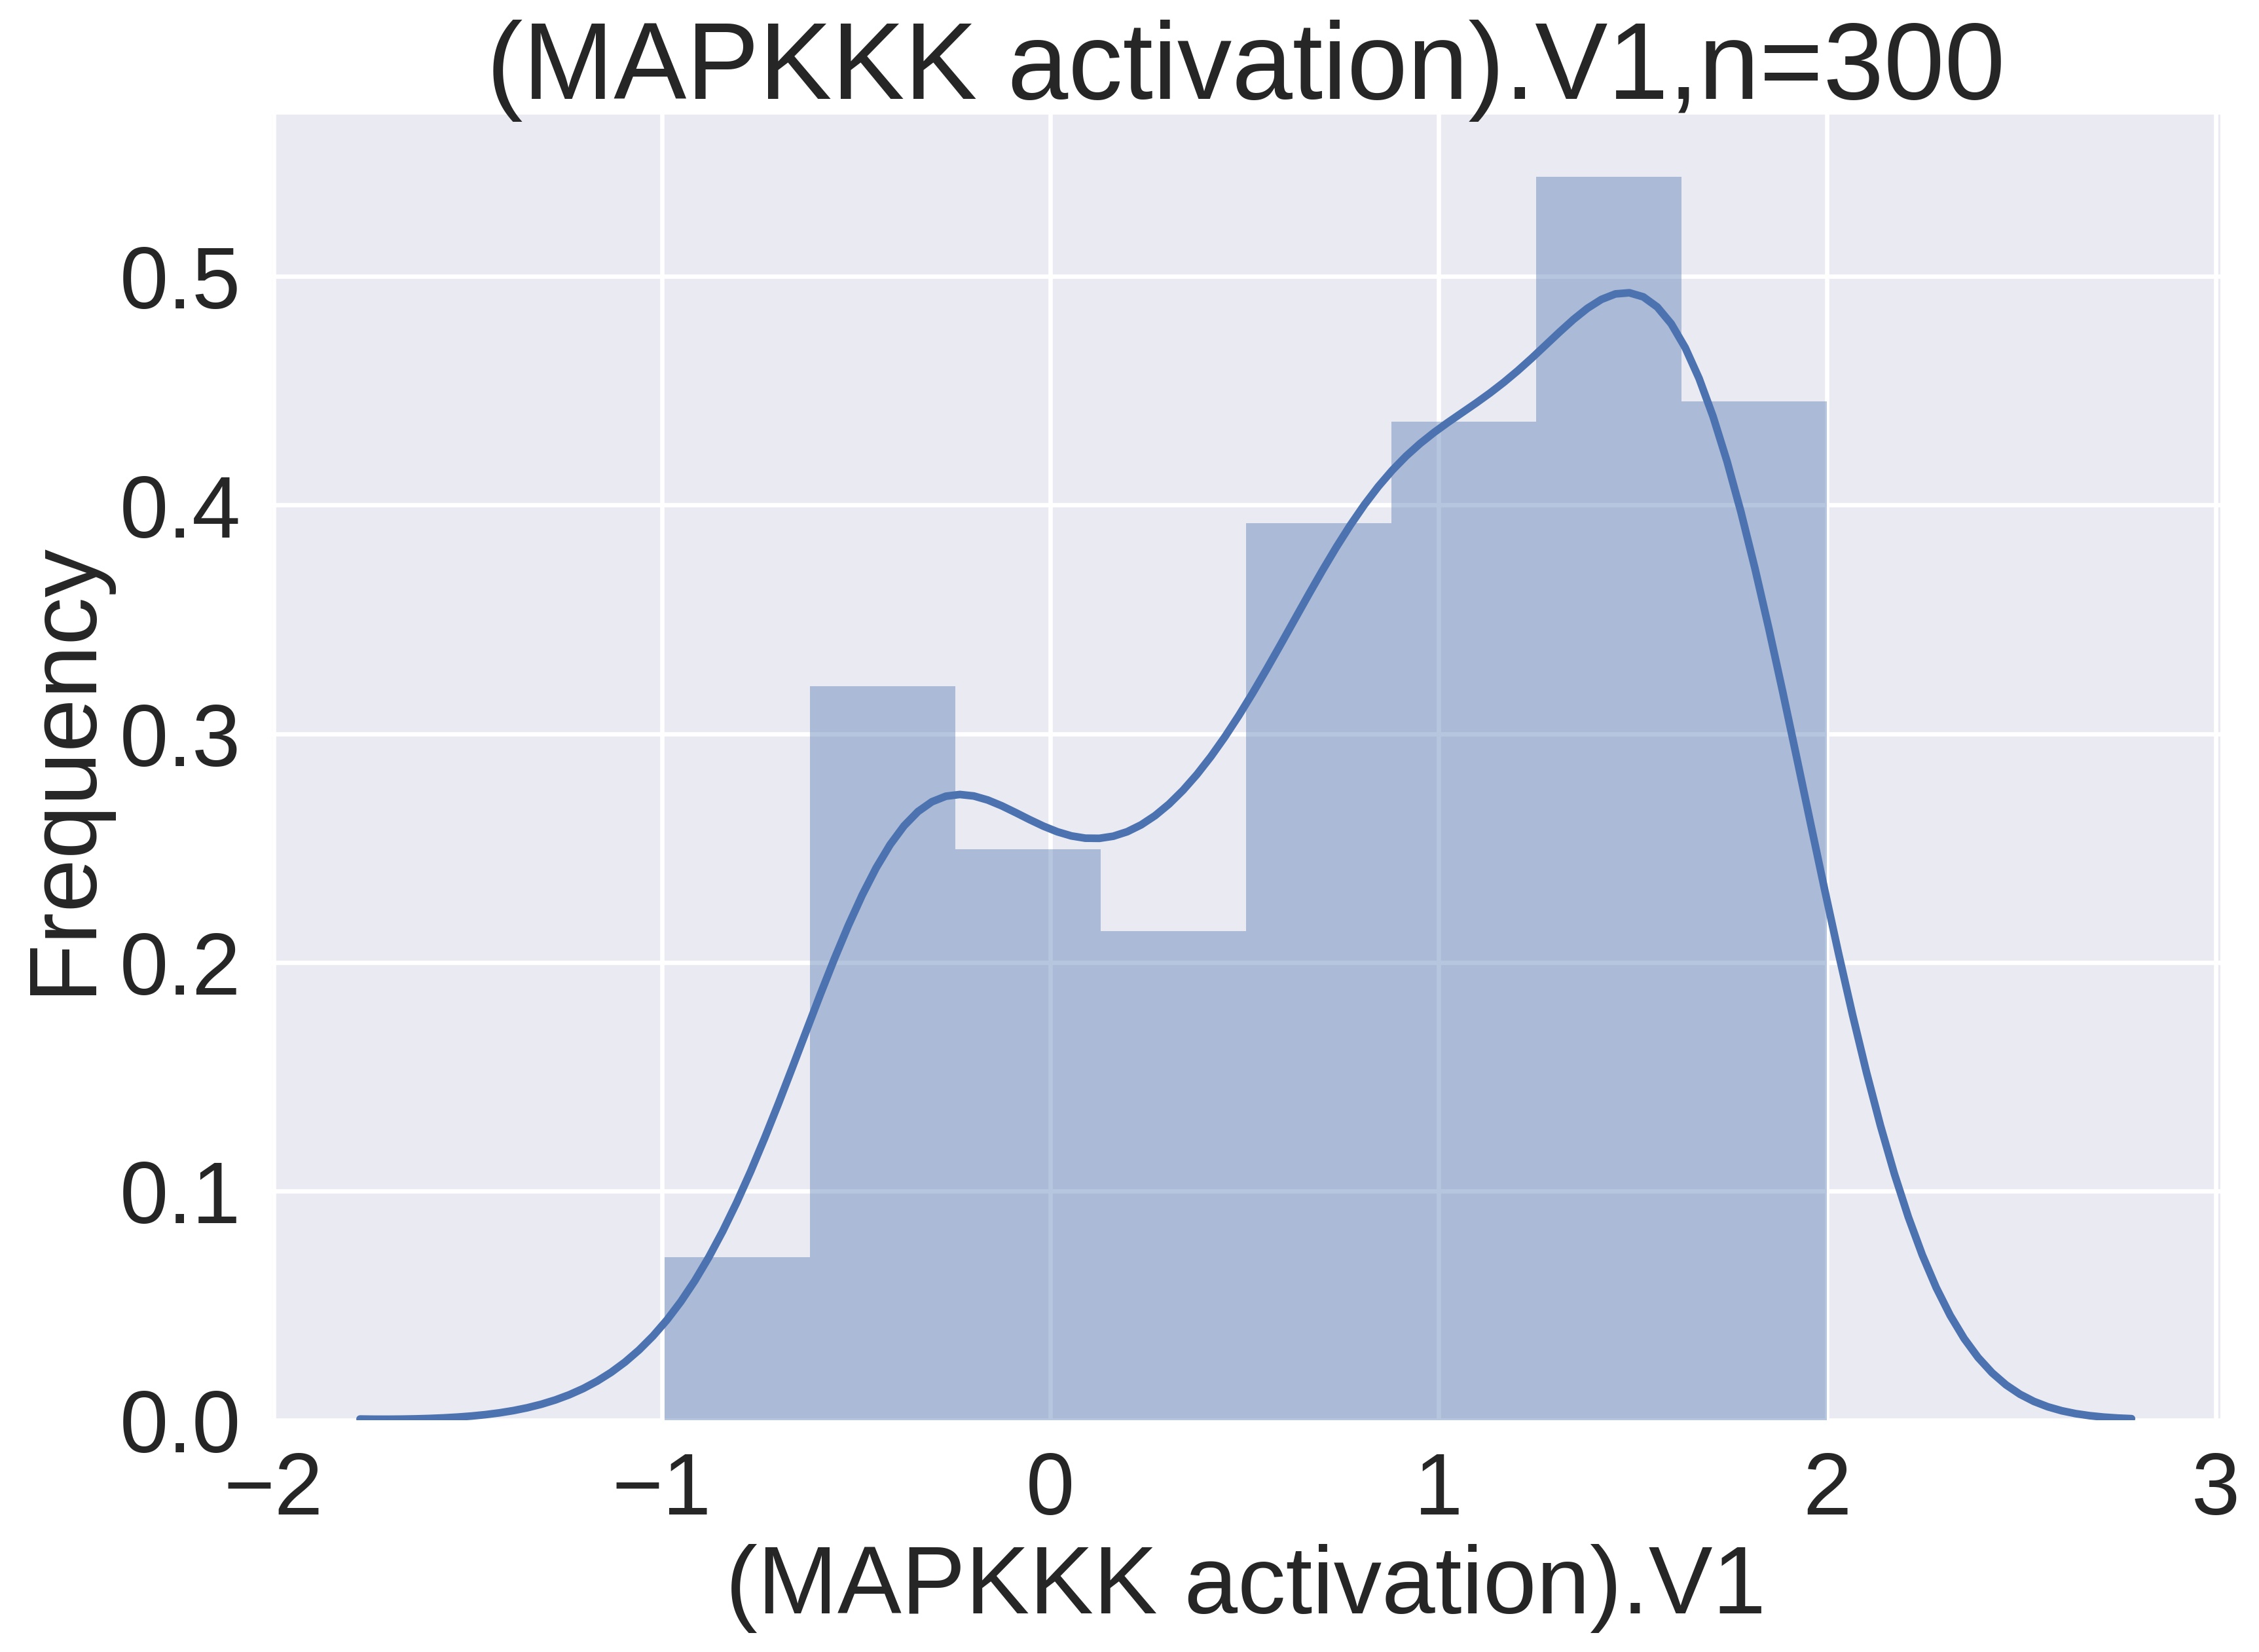 (MAPKKK activation).V1,n=300
Frequency
0.5
0.4
0.3
0.2
0.1
0.0
−2 −1 0 1 2 3
(MAPKKK activation).V1